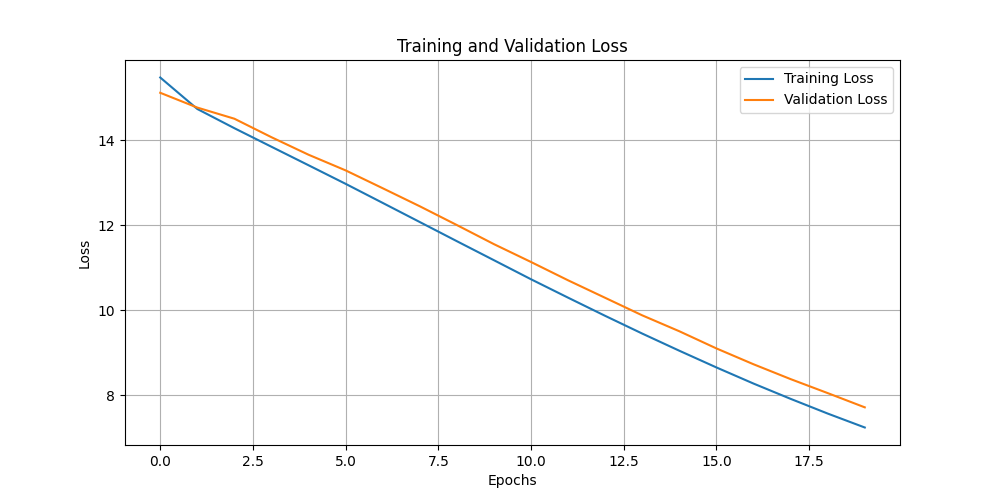 Training and Validation Loss
Training Loss
Validation Loss
Loss
14
12
10
8
0.0 2.5 5.0 7.5 10.0 12.5 15.0 17.5
Epochs